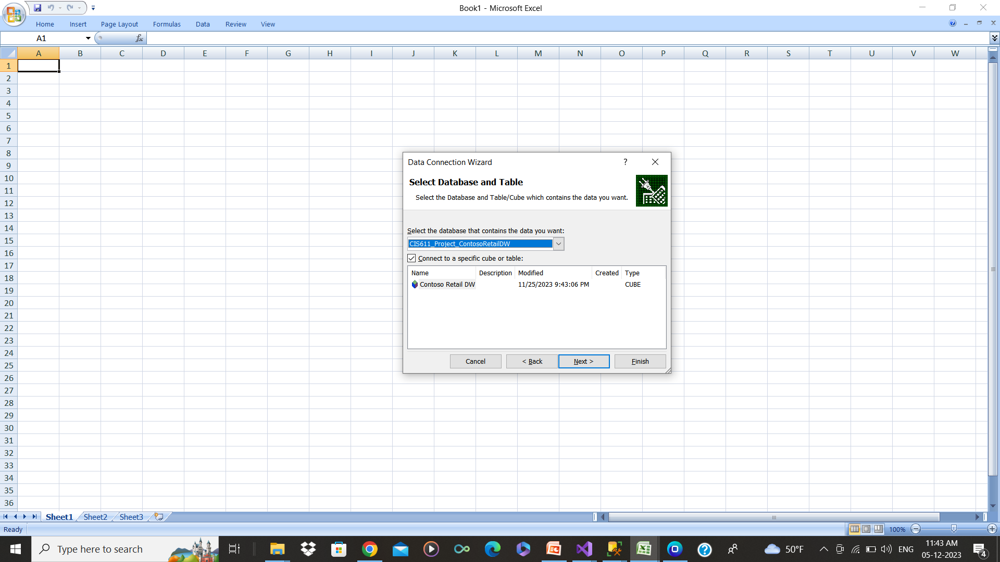 Book1 - Microsoft Excel
Home Insert Page Layout Formulas Data Review View
A1 fx
A B C D E F G H I J K L M N O P Q R S T U V W
1
2
3
4
5
6
7
8
9
10
11
12
13
14
15
16
17
18
19
20
21
22
23
24
25
26
27
28
29
30
31
32
33
34
35
36
Data Connection Wizard ?
Select Database and Table
Select the Database and Table/Cube which contains the data you want.
Select the database that contains the data you want:
CIS611_Project_ContosoRetailDW
Connect to a specific cube or table:
Name Description Modified Created Type
Contoso Retail DW 11/25/2023 9:43:06 PM CUBE
Cancel < Back Next > Finish
Sheet1 Sheet2 Sheet3
Ready 100%
Type here to search 50°F ENG 11:43 AM
05-12-2023 4